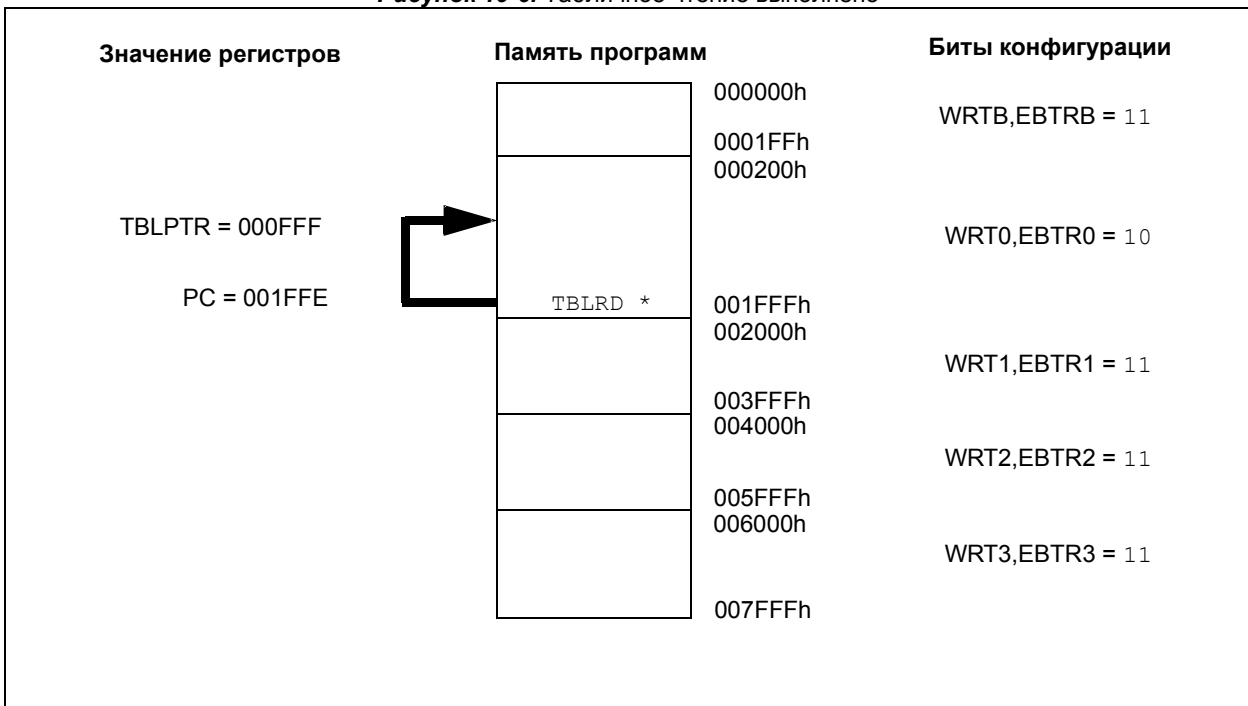 Значение регистров Память программ Биты конфигурации
000000h
WRTB,EBTRB = 11
0001FFh
000200h
TBLPTR = 000FFF
WRT0,EBTR0 = 10
PC = 001FFE
TBLRD *
001FFFh
002000h
WRT1,EBTR1 = 11
003FFFh
004000h
WRT2,EBTR2 = 11
005FFFh
006000h
WRT3,EBTR3 = 11
007FFFh